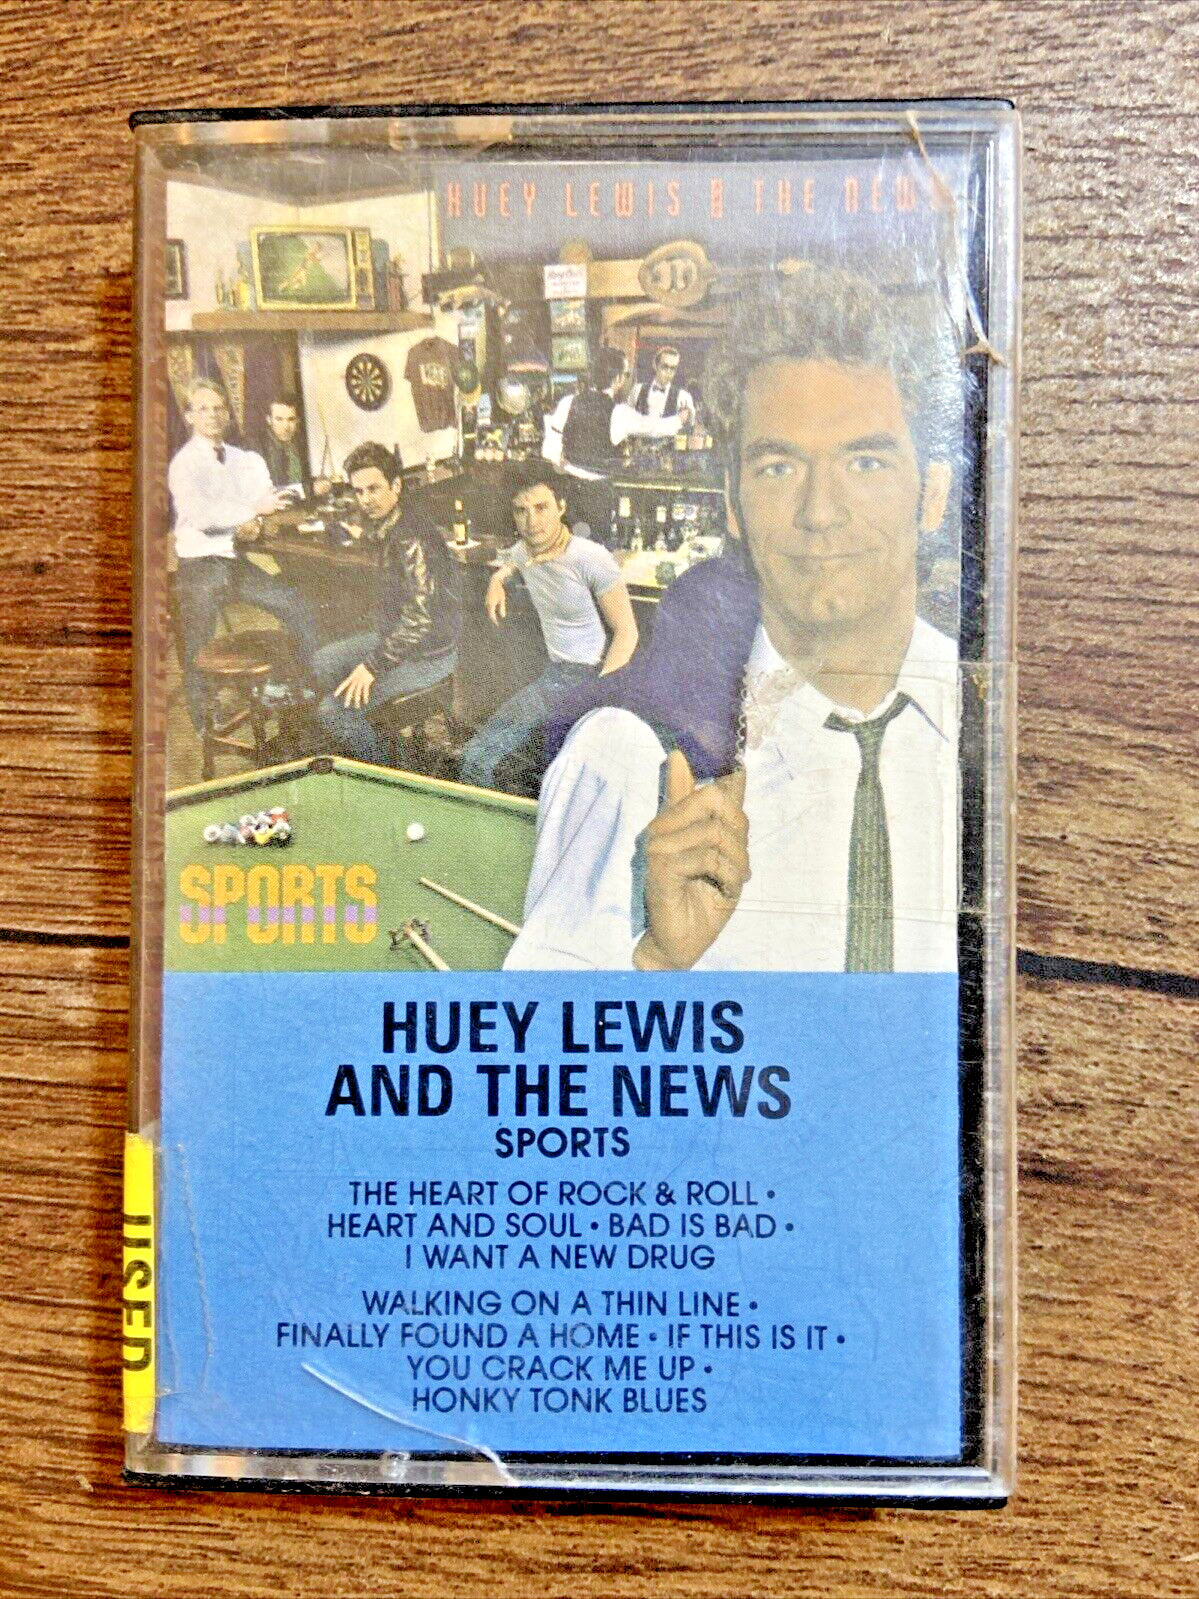 HUEY LEWIS & THE NEWS
SPORTS
HUEY LEWIS
AND THE NEWS
SPORTS
THE HEART OF ROCK & ROLL •
HEART AND SOUL • BAD IS BAD •
I WANT A NEW DRUG
WALKING ON A THIN LINE •
FINALLY FOUND A HOME • IF THIS IS IT •
YOU CRACK ME UP •
HONKY TONK BLUES
USED